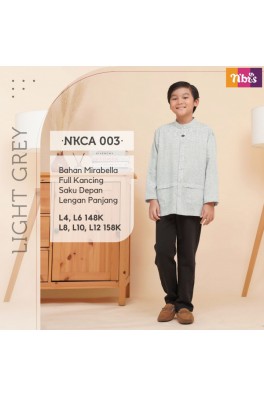 Nibi's
LIGHT GREY
NKCA 003
Bahan Mirabella
Full Kancing
Saku Depan
Lengan Panjang
L4, L6 148K
L8, L10, L12 158K